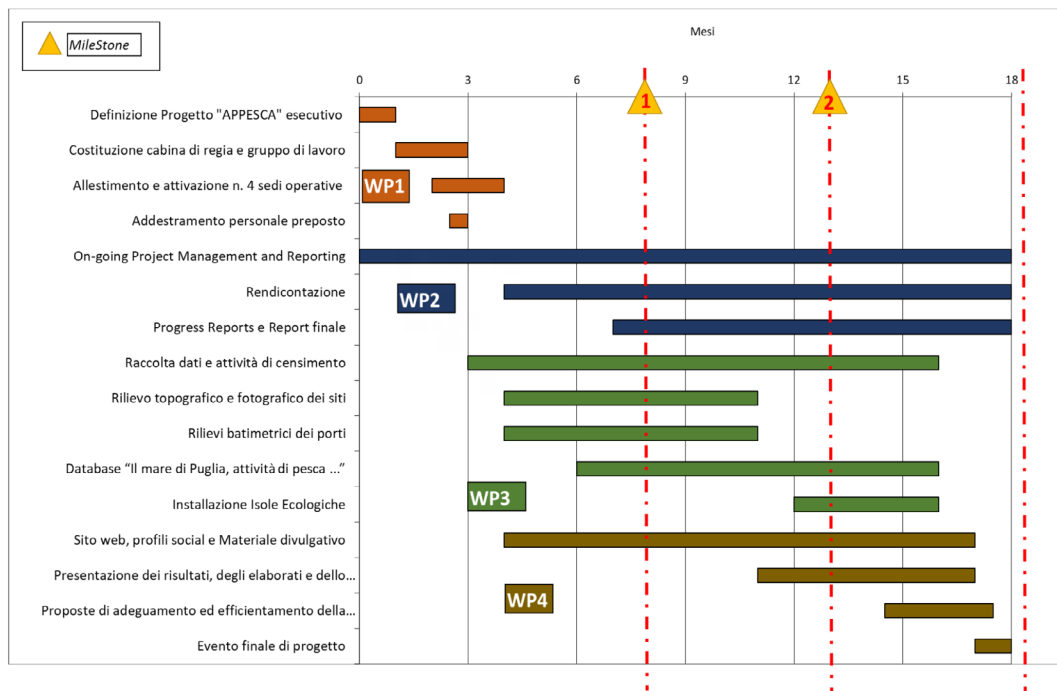 MileStone
Mesi
0 3 6 9 12 15 18
1 2
Definizione Progetto "APPESCA" esecutivo
Costituzione cabina di regia e gruppo di lavoro
WP1
Allestimento e attivazione n. 4 sedi operative
Addestramento personale preposto
On-going Project Management and Reporting
Rendicontazione
WP2
Progress Reports e Report finale
Raccolta dati e attività di censimento
Rilievo topografico e fotografico dei siti
Rilievi batimetrici dei porti
Database “Il mare di Puglia, attività di pesca ...”
WP3
Installazione Isole Ecologiche
Sito web, profili social e Materiale divulgativo
Presentazione dei risultati, degli elaborati e dello...
WP4
Proposte di adeguamento ed efficientamento della...
Evento finale di progetto